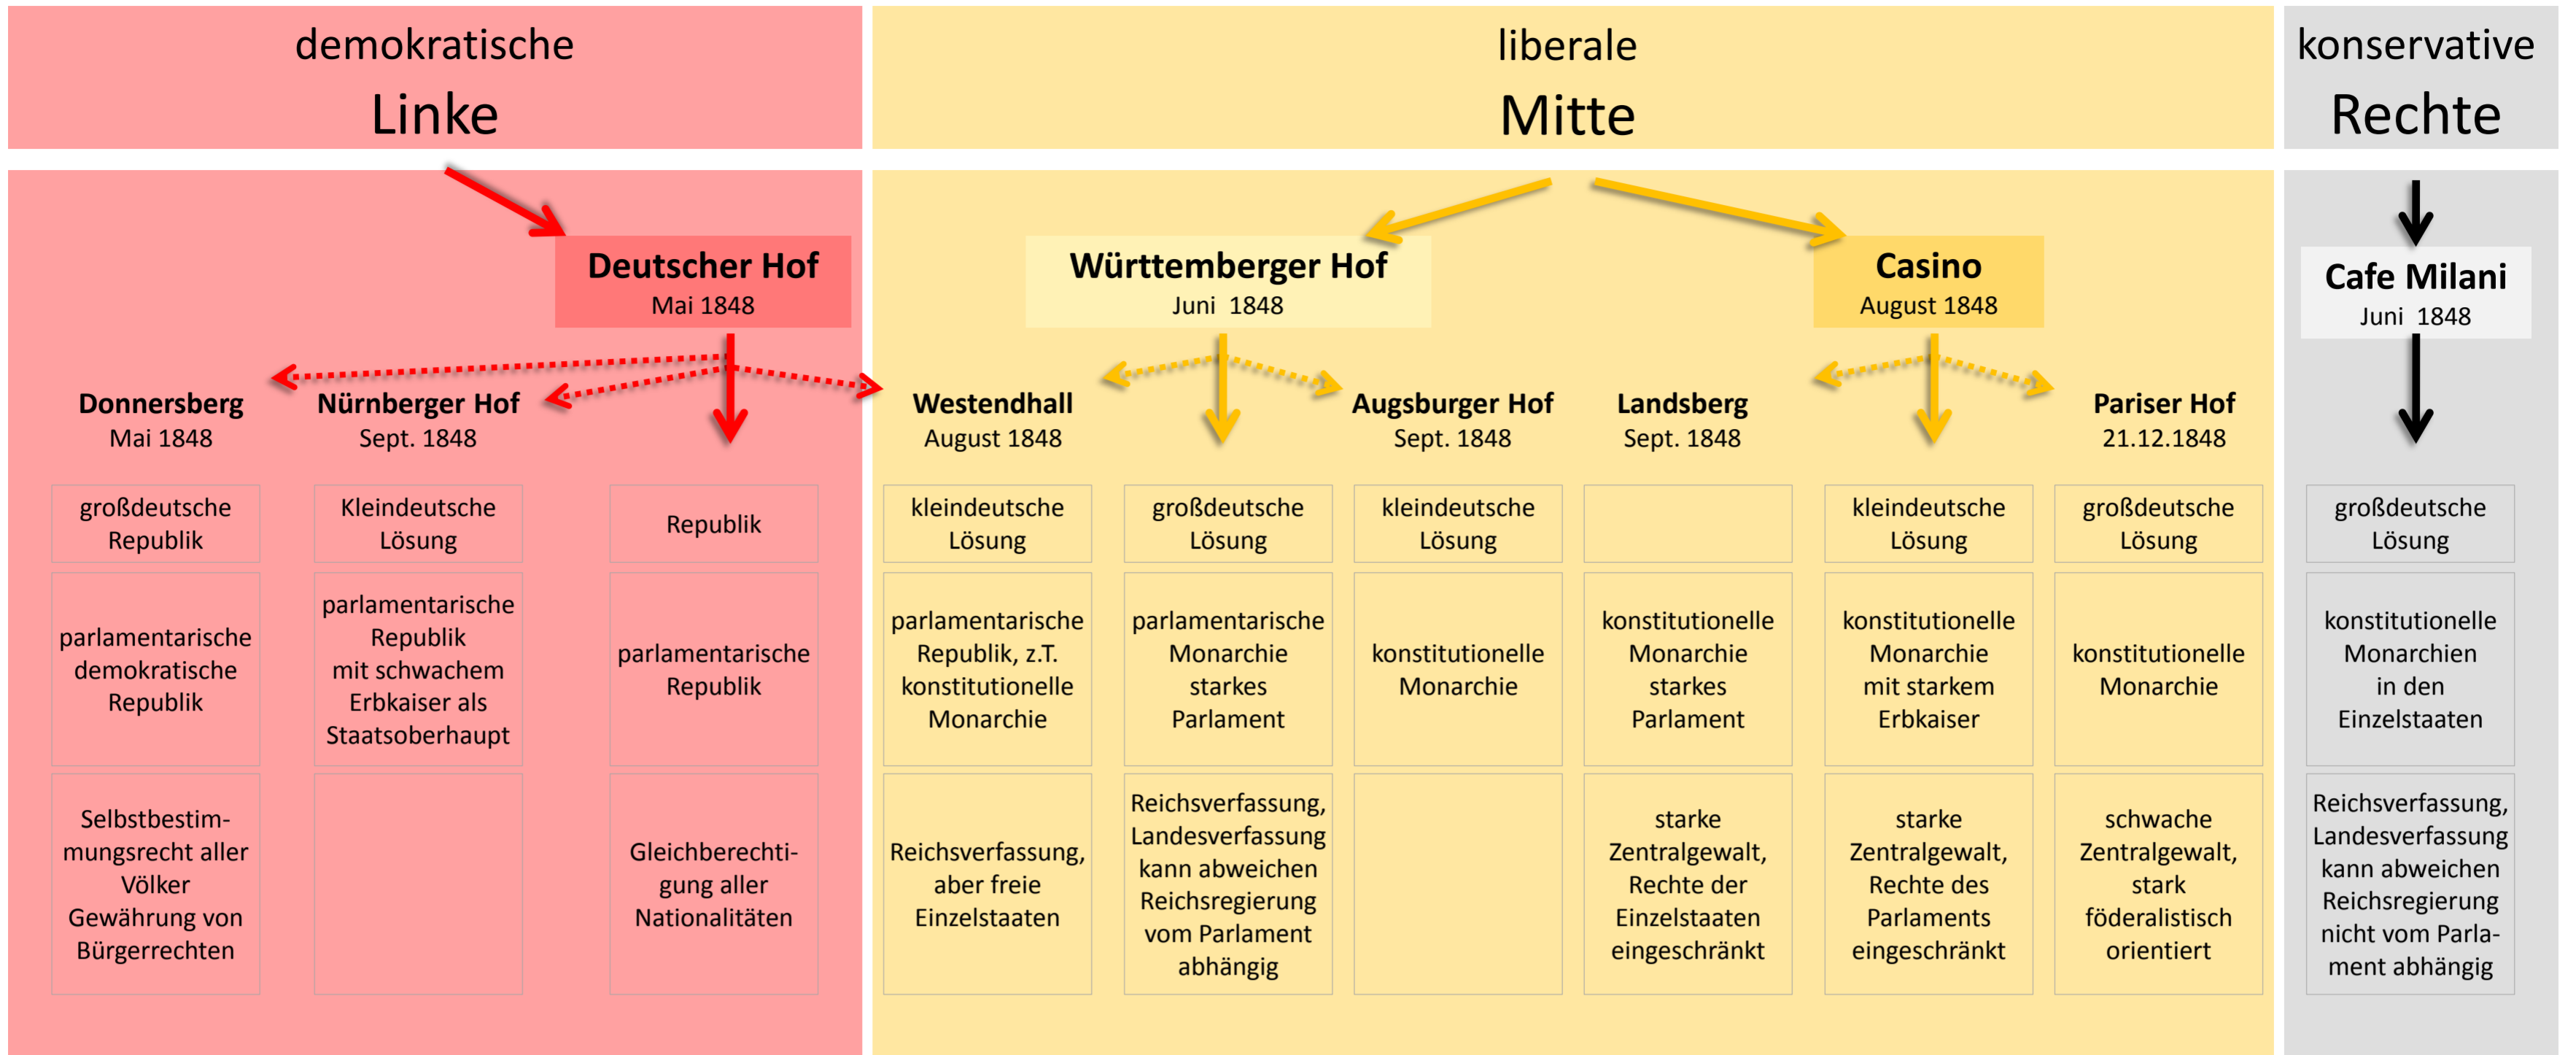 demokratische
Linke
liberale
Mitte
konservative
Rechte
Deutscher Hof
Mai 1848
Württemberger Hof
Juni 1848
Casino
August 1848
Cafe Milani
Juni 1848
Donnersberg
Mai 1848
Nürnberger Hof
Sept. 1848
Westendhall
August 1848
Augsburger Hof
Sept. 1848
Landsberg
Sept. 1848
Pariser Hof
21.12.1848
großdeutsche
Republik
Kleindeutsche
Lösung
Republik
kleindeutsche
Lösung
großdeutsche
Lösung
kleindeutsche
Lösung
kleindeutsche
Lösung
großdeutsche
Lösung
großdeutsche
Lösung
parlamentarische
demokratische
Republik
parlamentarische
Republik
mit schwachem
Erbkaiser als
Staatsoberhaupt
parlamentarische
Republik
parlamentarische
Republik, z.T.
konstitutionelle
Monarchie
parlamentarische
Monarchie
starkes
Parlament
konstitutionelle
Monarchie
konstitutionelle
Monarchie
starkes
Parlament
konstitutionelle
Monarchie
mit starkem
Erbkaiser
konstitutionelle
Monarchie
konstitutionelle
Monarchien
in den
Einzelstaaten
Selbstbestim-
mungsrecht aller
Völker
Gewährung von
Bürgerrechten
Gleichberechti-
gung aller
Nationalitäten
Reichsverfassung,
aber freie
Einzelstaaten
Reichsverfassung,
Landesverfassung
kann abweichen
Reichsregierung
vom Parlament
abhängig
starke
Zentralgewalt,
Rechte der
Einzelstaaten
eingeschränkt
starke
Zentralgewalt,
Rechte des
Parlaments
eingeschränkt
schwache
Zentralgewalt,
stark
föderalistisch
orientiert
Reichsverfassung,
Landesverfassung
kann abweichen
Reichsregierung
nicht vom Parla-
ment abhängig